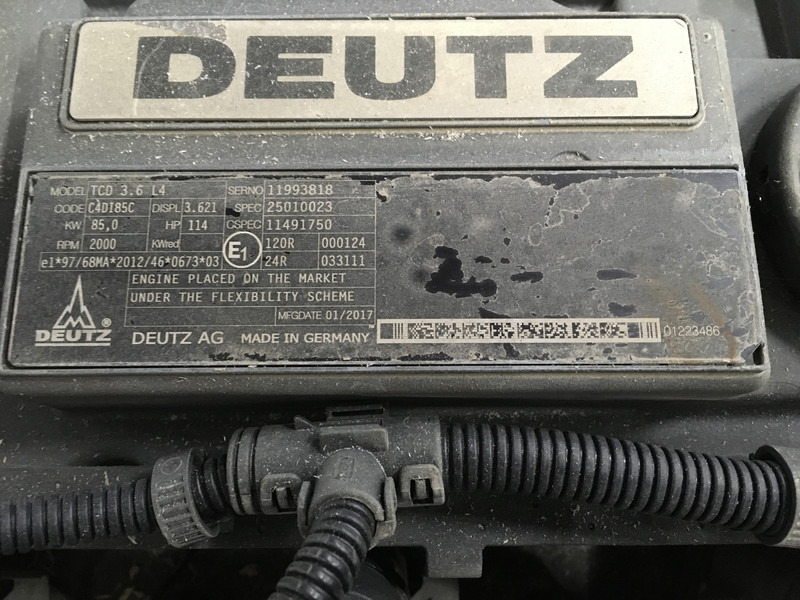 DEUTZ
MODEL TCD 3.6 L4 SERNO 11993818
CODE C4DI85C DISPL 3.621 SPEC 25010023
KW 85,0 HP 114 CSPEC 11491750
RPM 2000 KWred E1 120R 000124
e1*97/68MA*2012/46*0673*03 24R 033111
ENGINE PLACED ON THE MARKET
UNDER THE FLEXIBILITY SCHEME
MFGDATE 01/2017
DEUTZ® DEUTZ AG MADE IN GERMANY 01223486